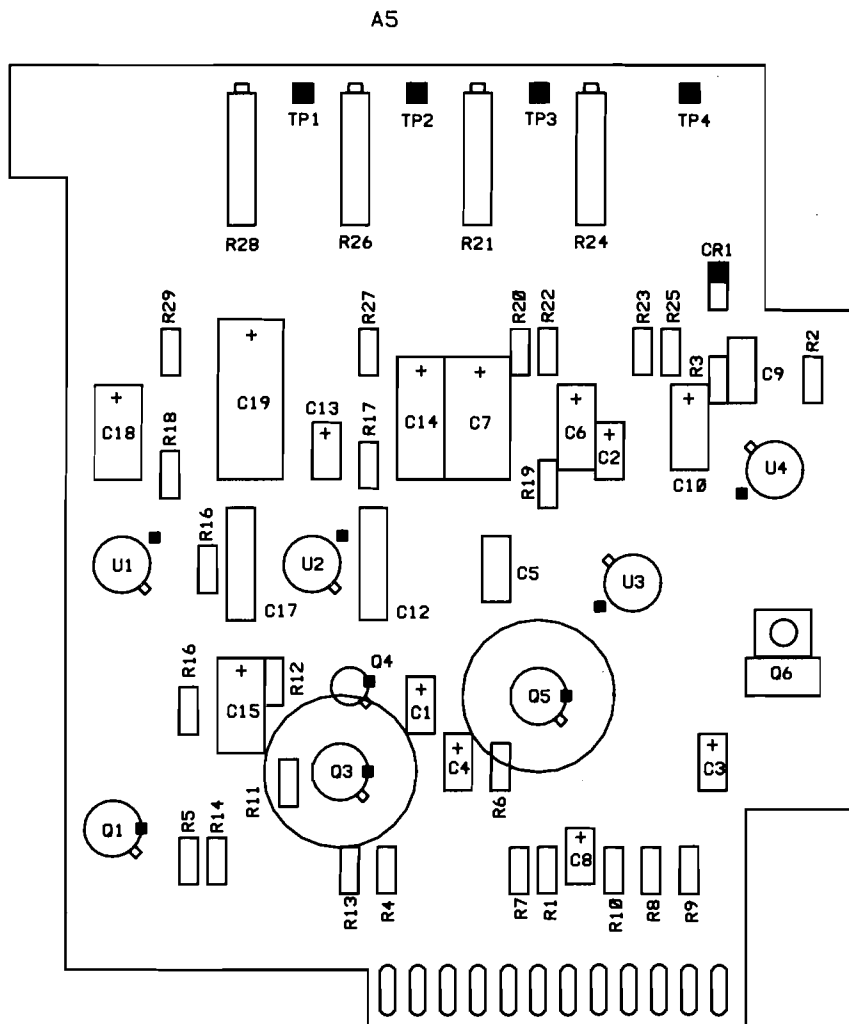 A5
TP1 TP2 TP3 TP4
R28 R26 R21 R24
CR1
R29 R27 R20 R22 R23 R25 R2
R3 C9
C19 C13
C18 R18 R17 C14 C7 C6 C2 U4
R19 C10
R16
U1 U2 C5 U3
C17 C12
R16 R12 Q4 Q6
C15 C1 Q5
Q3 C4 C3
R11 R6
Q1 R5 R14
C8
R13 R4 R7 R1 R10 R8 R9